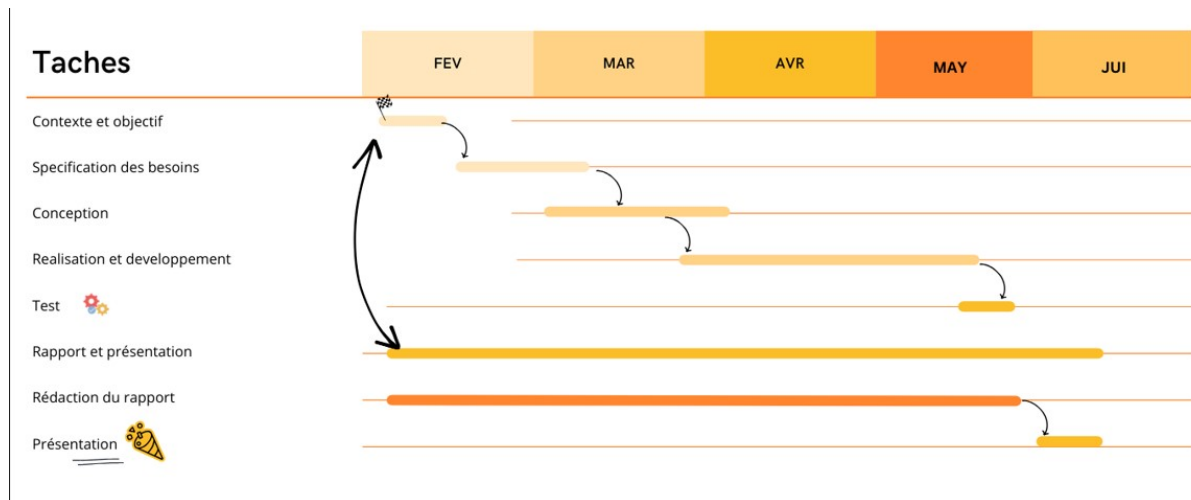 Taches
FEV MAR AVR MAY JUI
Contexte et objectif
Specification des besoins
Conception
Realisation et developpement
Test
Rapport et présentation
Rédaction du rapport
Présentation